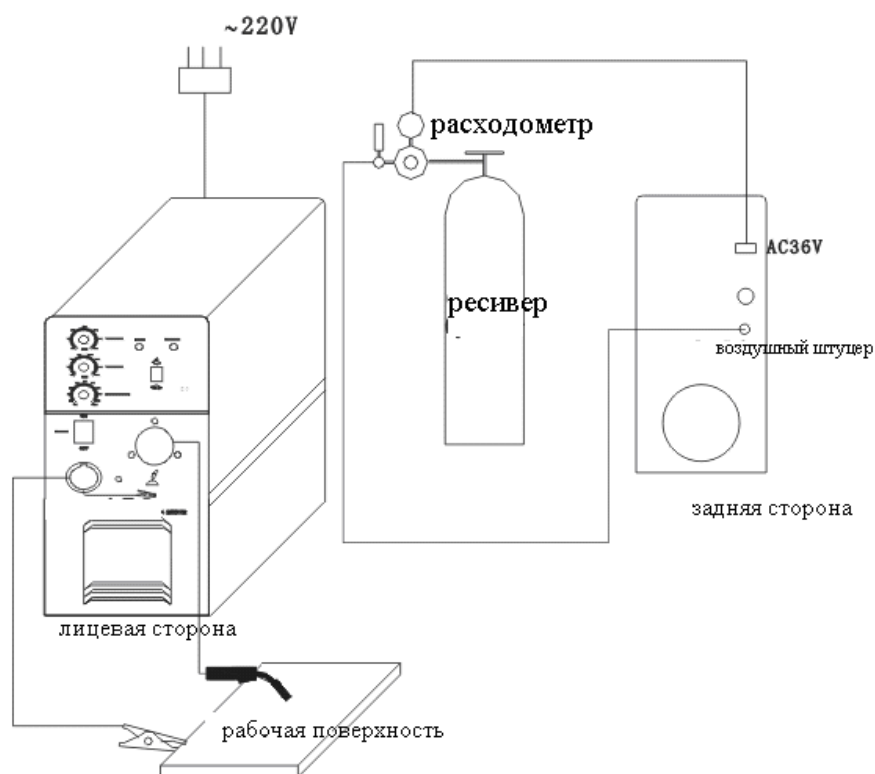 ~220V
расходометр
AC36V
ресивер
воздушный штуцер
задняя сторона
лицевая сторона
рабочая поверхность